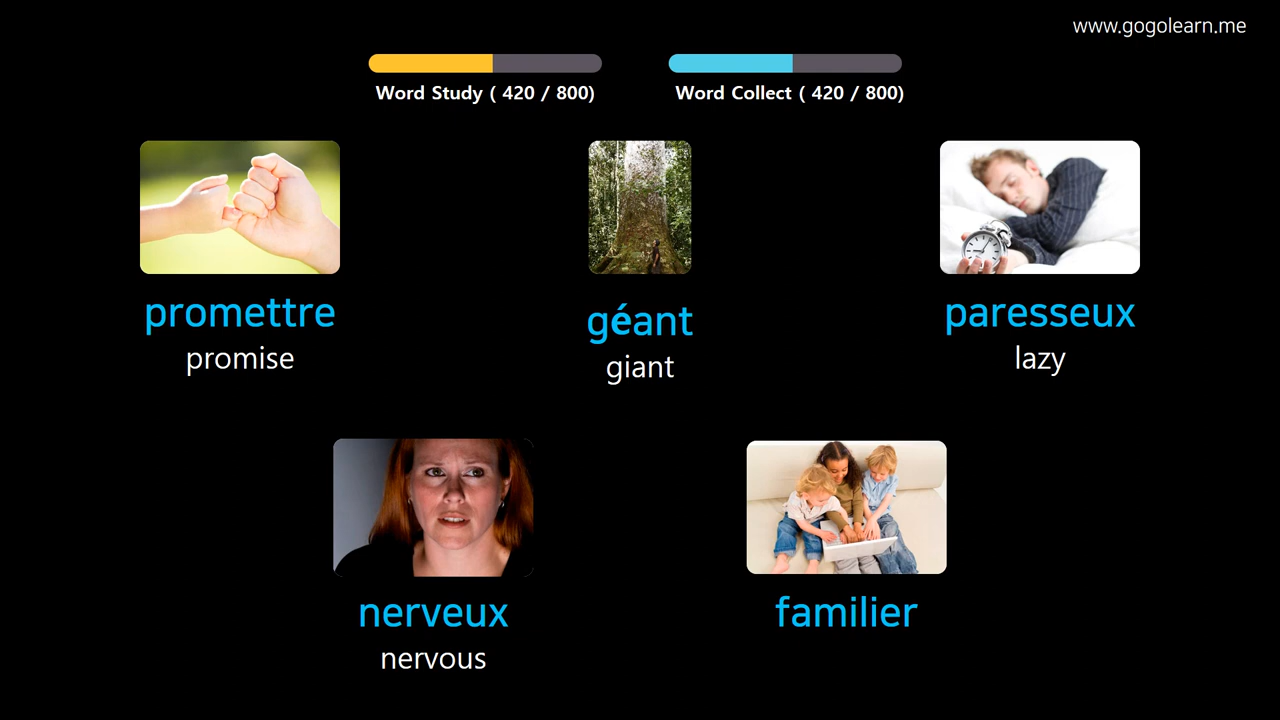 www.gogolearn.me
Word Study ( 420 / 800)
Word Collect ( 420 / 800)
promettre
promise
géant
giant
paresseux
lazy
nerveux
nervous
familier